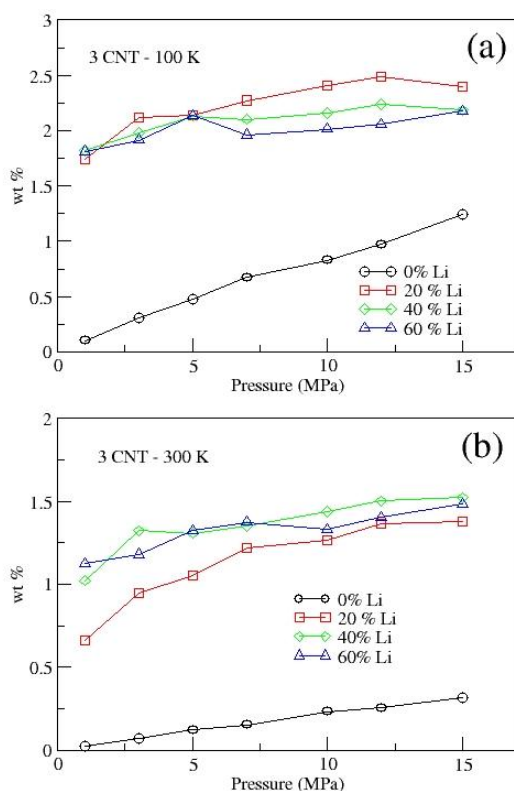 3
(a)
3 CNT - 100 K
2.5
2
wt %
1.5
1
0% Li
20 % Li
0.5
40 % Li
60 % Li
0
0 5 10 15
Pressure (MPa)
2
(b)
3 CNT - 300 K
1.5
wt %
1
0% Li
20 % Li
0.5
40% Li
60% Li
0
0 5 10 15
Pressure (MPa)